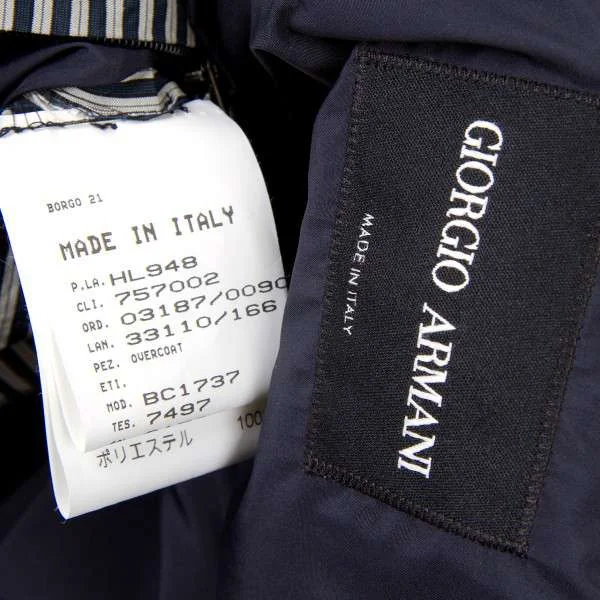 BORGO 21
MADE IN ITALY
P.LA. HL948
CLI. 757002
ORD. 03187/0090
LAN. 33110/166
PEZ. OVERCOAT
ETI.
MOD. BC1737
TES. 7497
ポリエステル 100
GIORGIO ARMANI
MADE IN ITALY